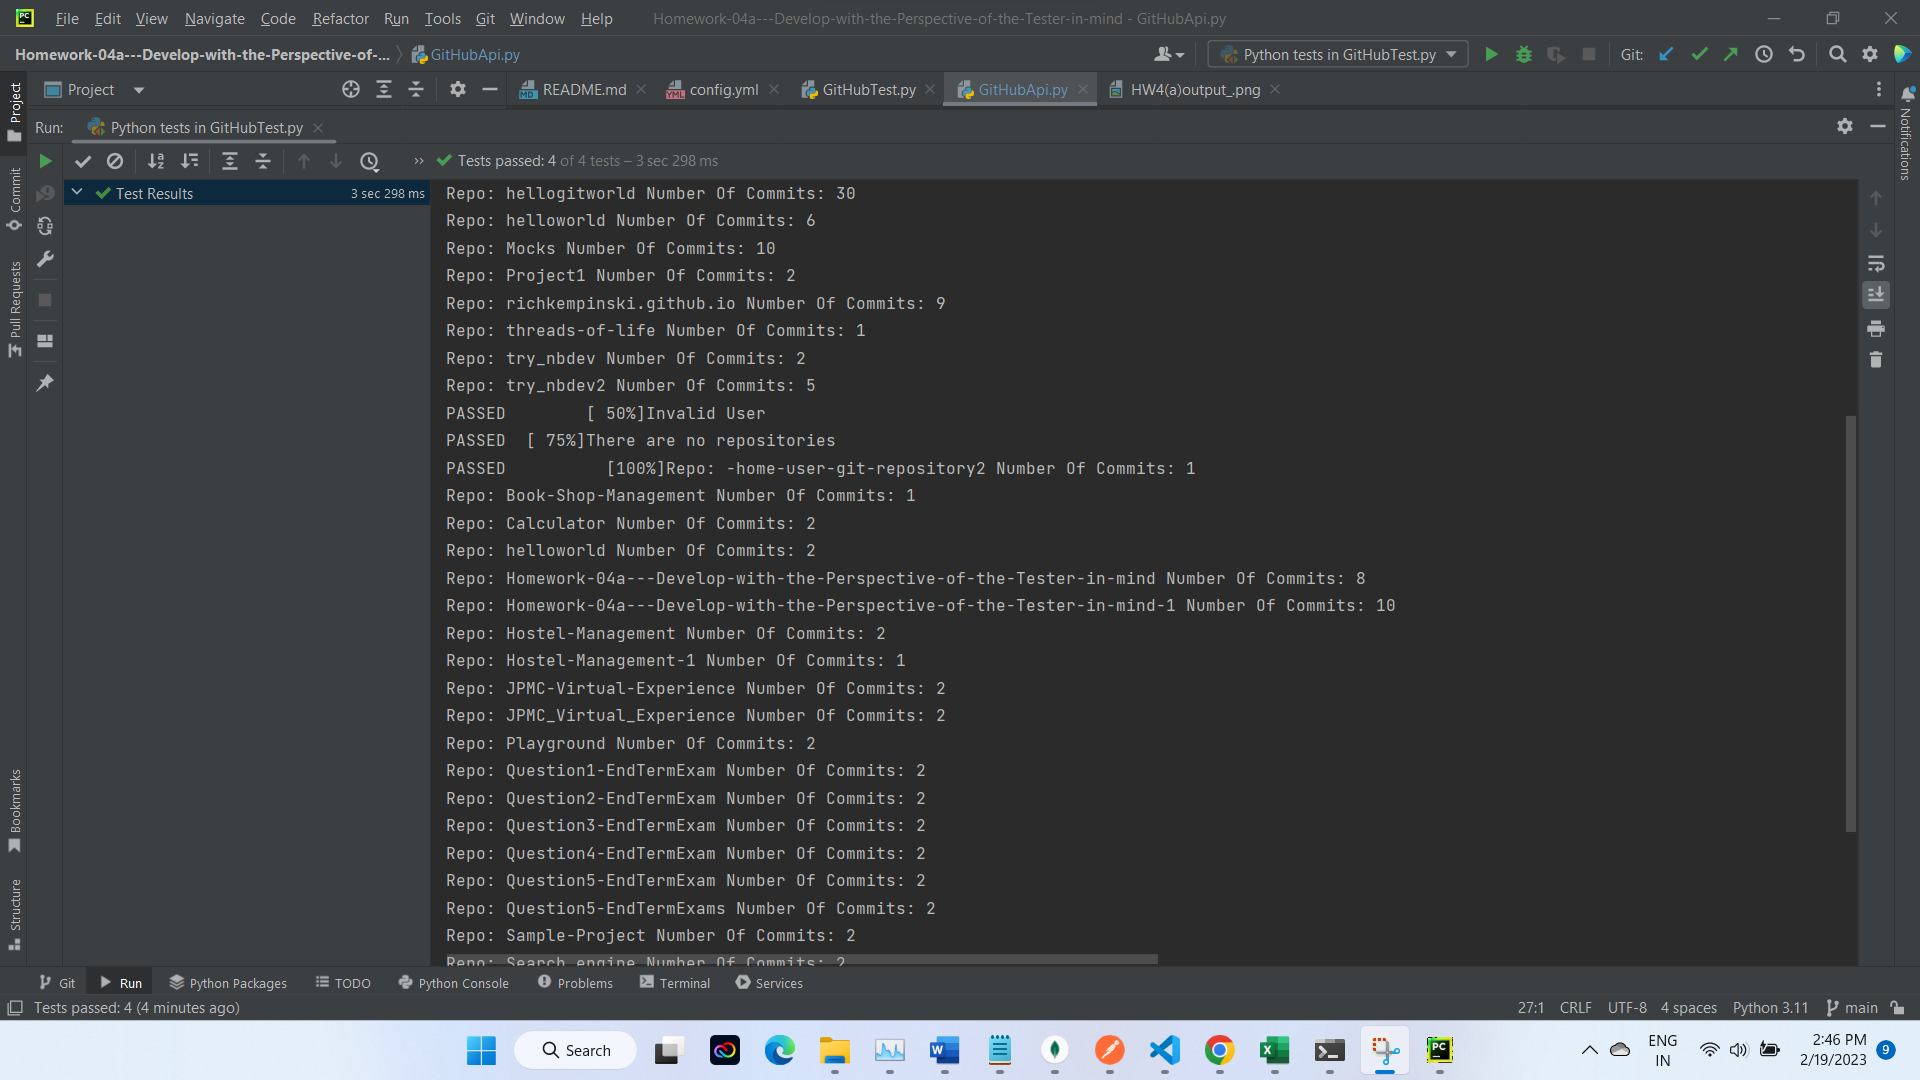 File Edit View Navigate Code Refactor Run Tools Git Window Help Homework-04a---Develop-with-the-Perspective-of-the-Tester-in-mind - GitHubApi.py
Homework-04a---Develop-with-the-Perspective-of-... GitHubApi.py Python tests in GitHubTest.py Git:
Project README.md config.yml GitHubTest.py GitHubApi.py HW4(a)output_.png
Run: Python tests in GitHubTest.py
Tests passed: 4 of 4 tests – 3 sec 298 ms
Test Results 3 sec 298 ms
Repo: hellogitworld Number Of Commits: 30
Repo: helloworld Number Of Commits: 6
Repo: Mocks Number Of Commits: 10
Repo: Project1 Number Of Commits: 2
Repo: richkempinski.github.io Number Of Commits: 9
Repo: threads-of-life Number Of Commits: 1
Repo: try_nbdev Number Of Commits: 2
Repo: try_nbdev2 Number Of Commits: 5
PASSED [ 50%]Invalid User
PASSED [ 75%]There are no repositories
PASSED [100%]Repo: -home-user-git-repository2 Number Of Commits: 1
Repo: Book-Shop-Management Number Of Commits: 1
Repo: Calculator Number Of Commits: 2
Repo: helloworld Number Of Commits: 2
Repo: Homework-04a---Develop-with-the-Perspective-of-the-Tester-in-mind Number Of Commits: 8
Repo: Homework-04a---Develop-with-the-Perspective-of-the-Tester-in-mind-1 Number Of Commits: 10
Repo: Hostel-Management Number Of Commits: 2
Repo: Hostel-Management-1 Number Of Commits: 1
Repo: JPMC-Virtual-Experience Number Of Commits: 2
Repo: JPMC_Virtual_Experience Number Of Commits: 2
Repo: Playground Number Of Commits: 2
Repo: Question1-EndTermExam Number Of Commits: 2
Repo: Question2-EndTermExam Number Of Commits: 2
Repo: Question3-EndTermExam Number Of Commits: 2
Repo: Question4-EndTermExam Number Of Commits: 2
Repo: Question5-EndTermExam Number Of Commits: 2
Repo: Question5-EndTermExams Number Of Commits: 2
Repo: Sample-Project Number Of Commits: 2
Repo: Search engine Number Of Commits: 2
Project
Commit
Pull Requests
Bookmarks
Structure
Notifications
Git Run Python Packages TODO Python Console Problems Terminal Services
Tests passed: 4 (4 minutes ago) 27:1 CRLF UTF-8 4 spaces Python 3.11 main
Search
ENG
IN
2:46 PM
2/19/2023
9